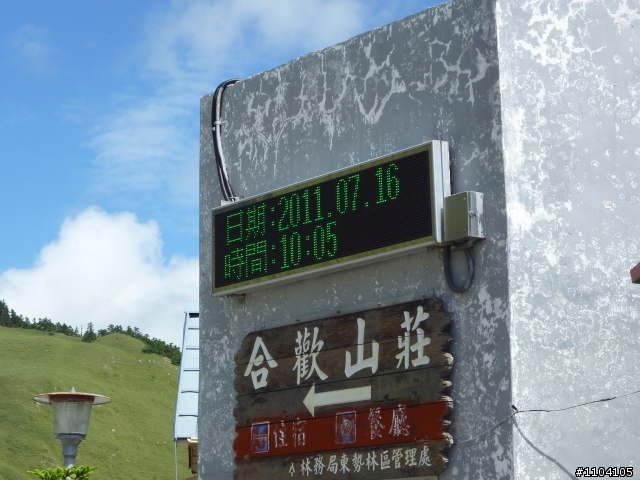 日期:2011.07.16
時間:10:05
合歡山莊
住宿 餐廳
林務局東勢林區管理處
#1104105